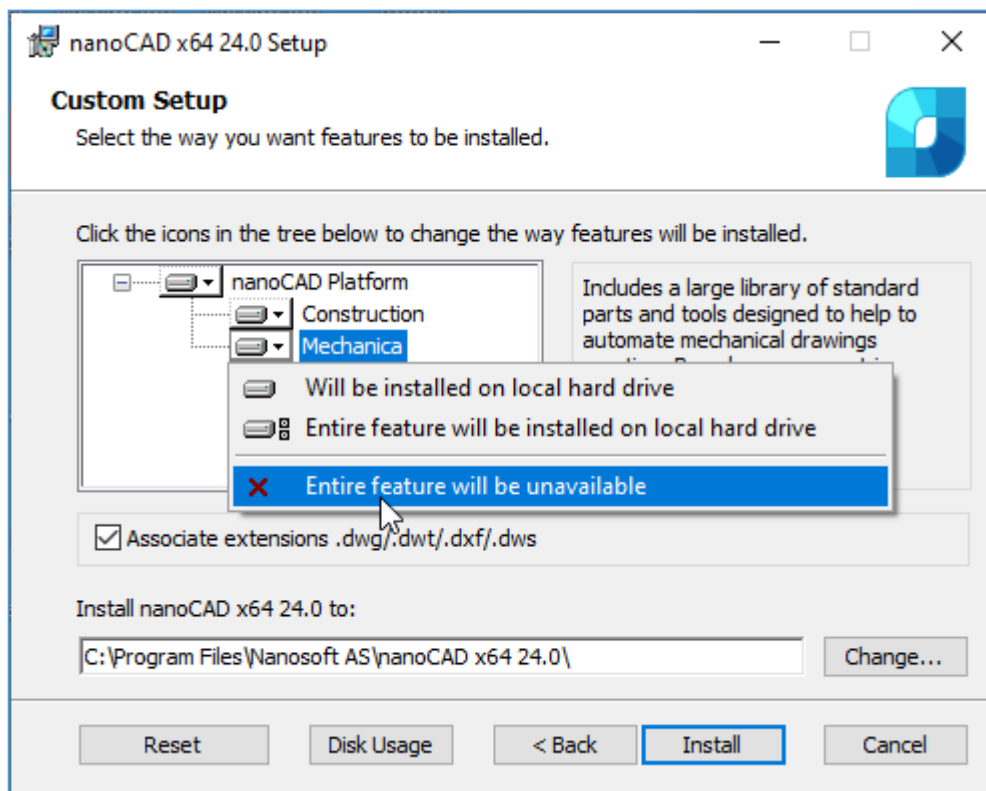 nanoCAD x64 24.0 Setup
Custom Setup
Select the way you want features to be installed.
Click the icons in the tree below to change the way features will be installed.
nanoCAD Platform
Construction
Mechanica
Includes a large library of standard
parts and tools designed to help to
automate mechanical drawings
Will be installed on local hard drive
Entire feature will be installed on local hard drive
Entire feature will be unavailable
Associate extensions .dwg/.dwt/.dxf/.dws
Install nanoCAD x64 24.0 to:
C:\Program Files\Nanosoft AS\nanoCAD x64 24.0\
Change...
Reset
Disk Usage
< Back
Install
Cancel